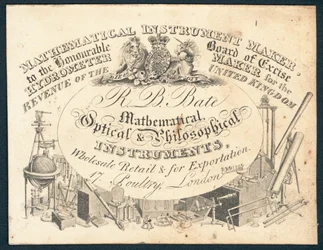 MATHEMATICAL INSTRUMENT MAKER,
to the Honourable Board of Excise
HYDROMETER MAKER for the
REVENUE OF THE UNITED KINGDOM
R. B. Bate
Mathematical,
Optical & Philosophical
INSTRUMENTS,
Wholesale Retail & for Exportation.
17 Poultry, London